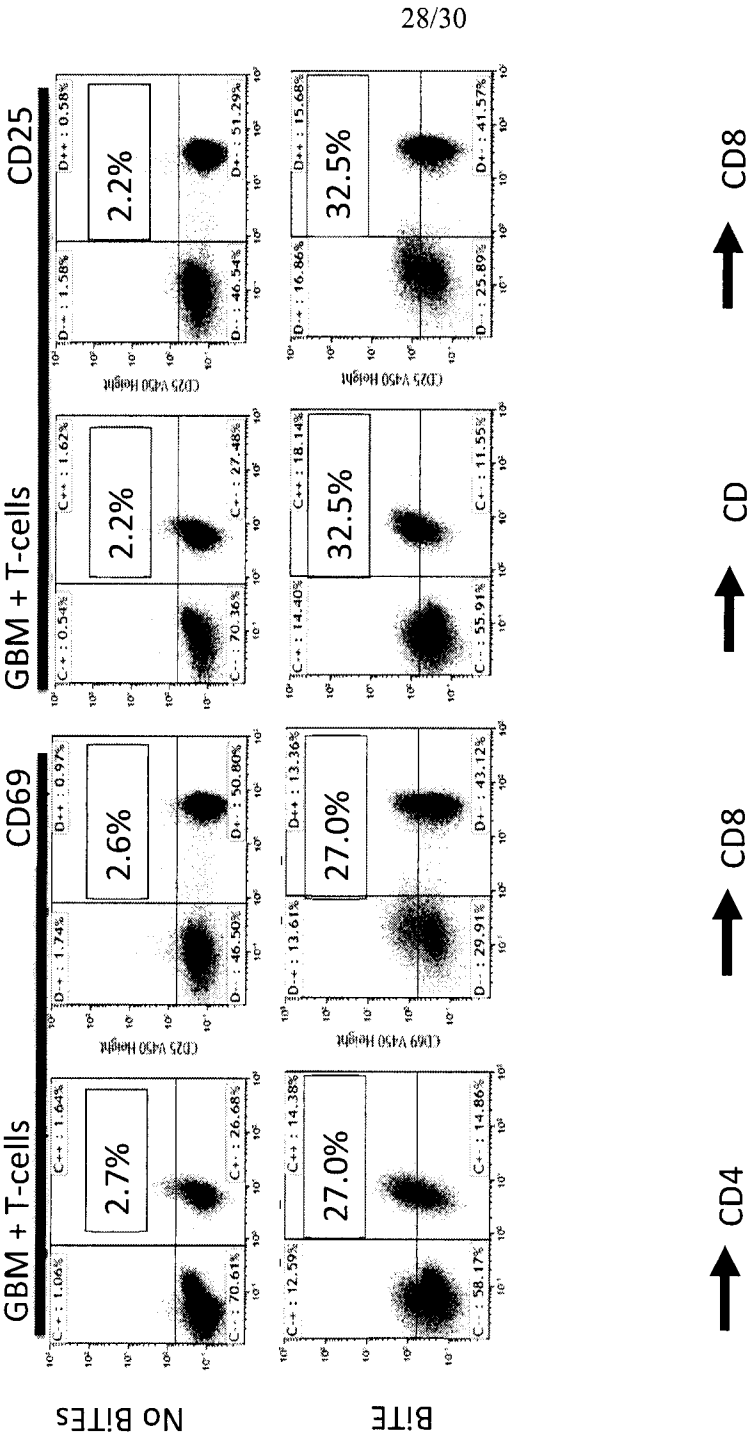 28/30
GBM + T-cells CD69
GBM + T-cells CD25
No BiTEs
C-+ : 1.06%
C++ : 1.64%
2.7%
C-- : 70.61%
C+- : 26.68%
CD25 V450 Height
D-+ : 1.74%
D++ : 0.97%
2.6%
D-- : 46.50%
D+- : 50.80%
C-+ : 0.54%
C++ : 1.62%
2.2%
C-- : 70.36%
C+- : 27.48%
CD25 V450 Height
D-+ : 1.58%
D++ : 0.58%
2.2%
D-- : 46.54%
D+- : 51.29%
BiTE
C-+ : 12.59%
C++ : 14.38%
27.0%
C-- : 58.17%
C+- : 14.86%
CD69 V450 Height
D-+ : 13.61%
D++ : 13.36%
27.0%
D-- : 29.91%
D+- : 43.12%
C-+ : 14.40%
C++ : 18.14%
32.5%
C-- : 55.91%
C+- : 11.55%
CD25 V450 Height
D-+ : 16.86%
D++ : 15.68%
32.5%
D-- : 25.89%
D+- : 41.57%
CD4
CD8
CD
CD8